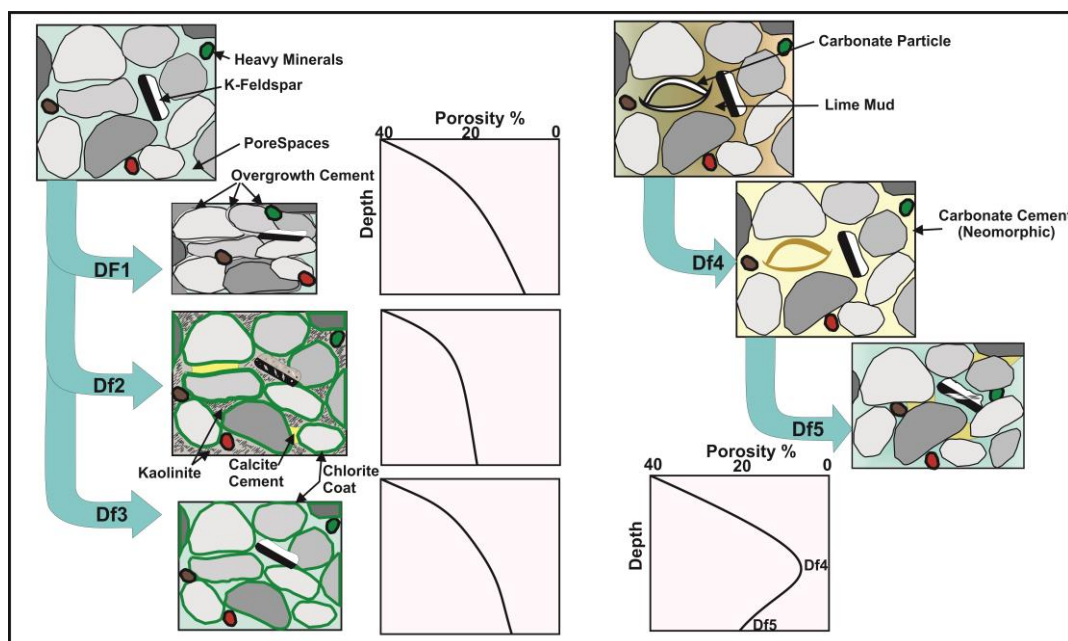 Heavy Minerals
K-Feldspar
PoreSpaces
Overgrowth Cement
DF1
Porosity %
40
20
0
Depth
Df2
Kaolinite
Calcite
Cement
Chlorite
Coat
Df3
Carbonate Particle
Lime Mud
Df4
Carbonate Cement
(Neomorphic)
Df5
Porosity %
40
20
0
Depth
Df4
Df5